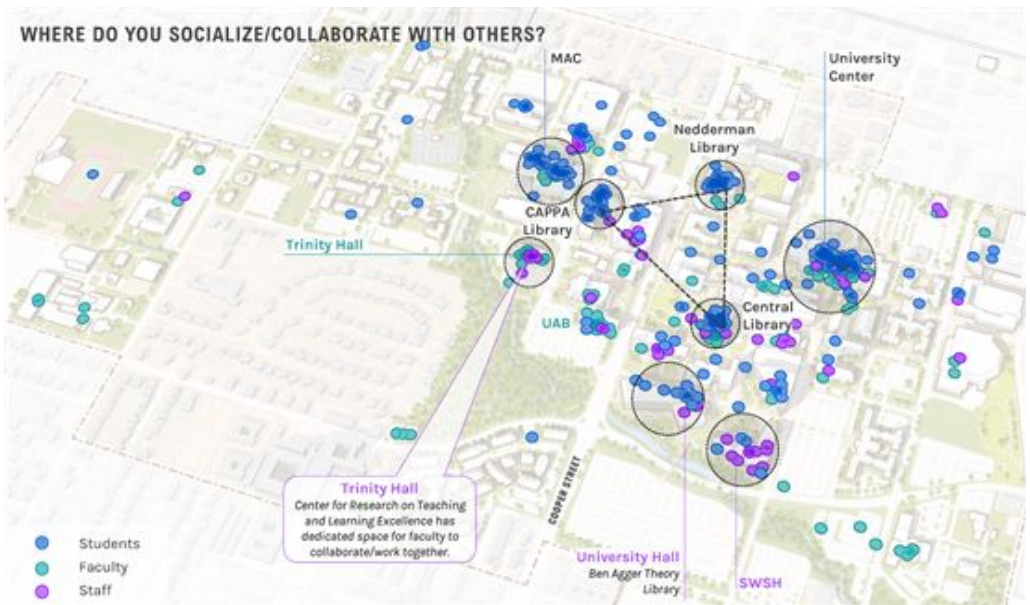 WHERE DO YOU SOCIALIZE/COLLABORATE WITH OTHERS?
MAC
University
Center
Nedderman
Library
CAPPA
Library
Trinity Hall
Central
Library
UAB
Trinity Hall
Center for Research on Teaching
and Learning Excellence has
dedicated space for faculty to
collaborate/work together.
COOPER STREET
University Hall
Ben Agger Theory
Library
SWSH
Students
Faculty
Staff